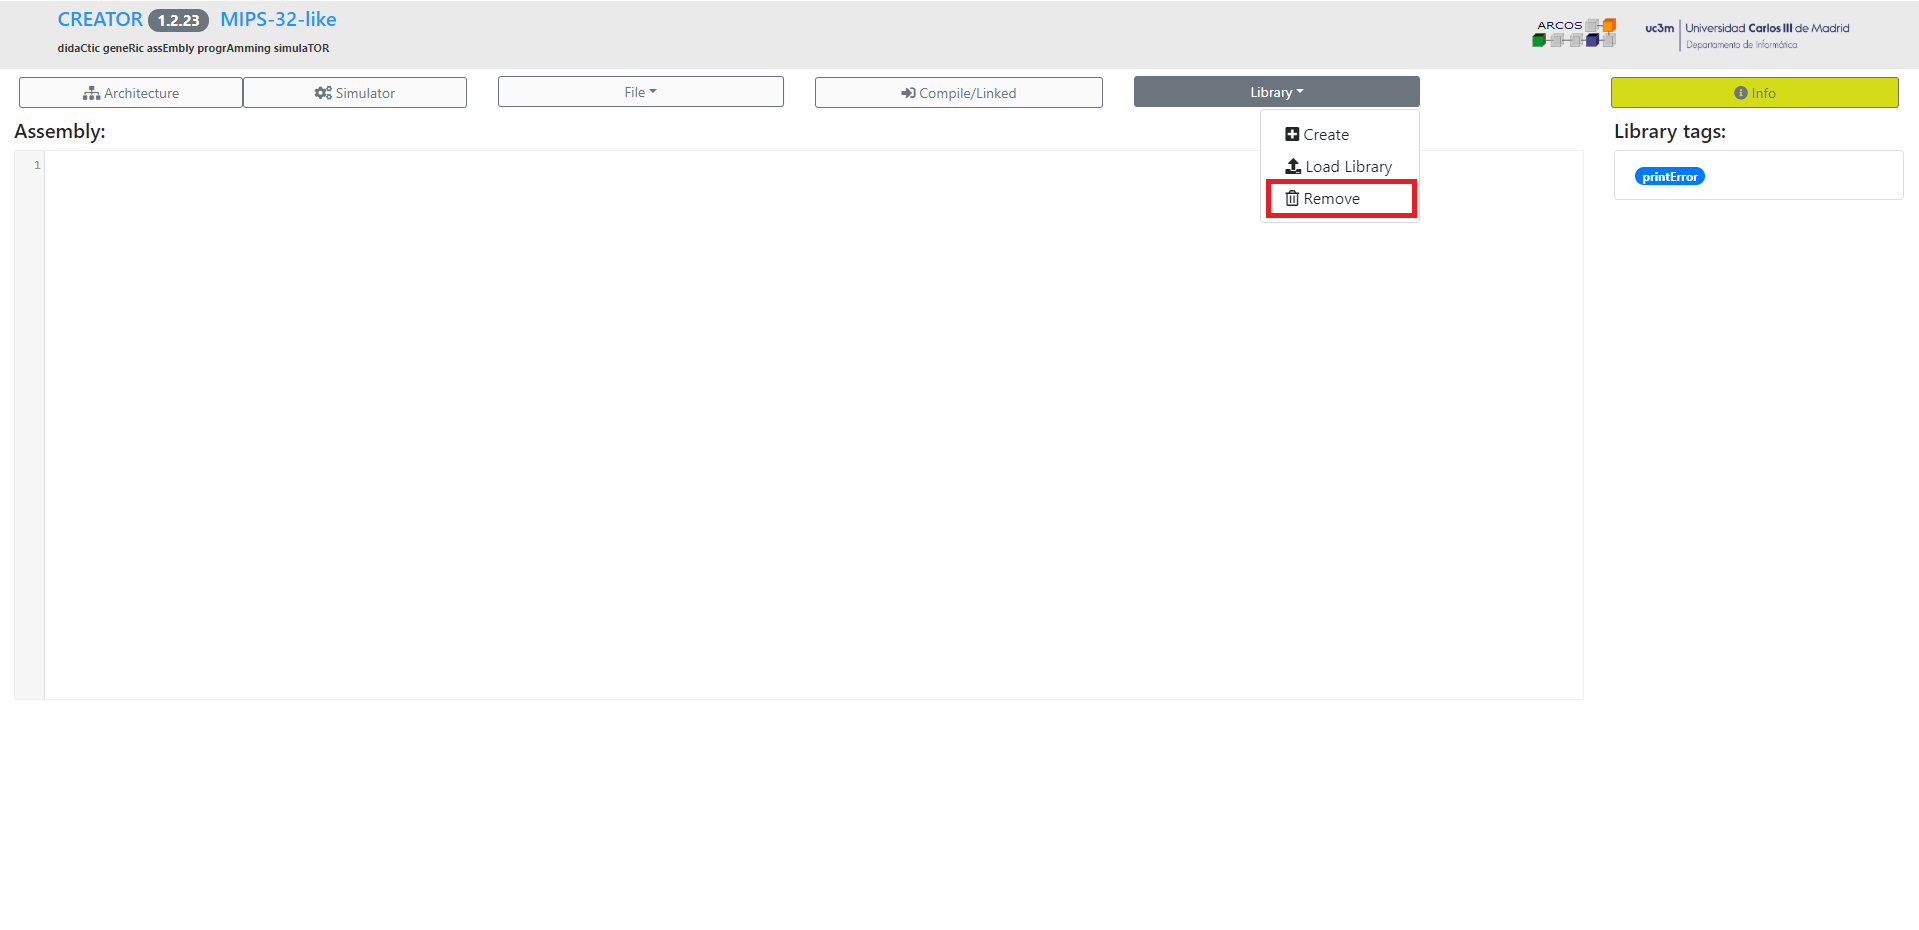 CREATOR 1.2.23 MIPS-32-like
didaCtic geneRic assEmbly progrAmming simulaTOR
ARCOS
uc3m Universidad Carlos III de Madrid
Departamento de Informática
Architecture
Simulator
File
Compile/Linked
Library
Info
Assembly:
1
Create
Load Library
Remove
Library tags:
printError